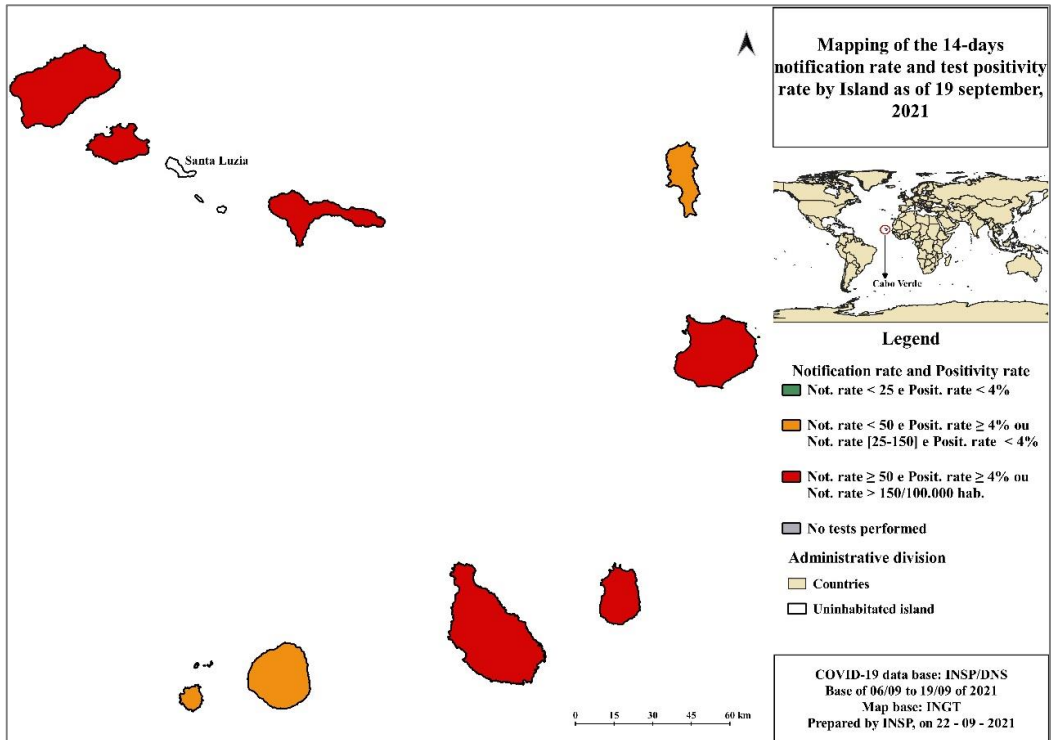 Mapping of the 14-days
notification rate and test positivity
rate by Island as of 19 september,
2021
Santa Luzia
Cabo Verde
Legend
Notification rate and Positivity rate
Not. rate < 25 e Posit. rate < 4%
Not. rate < 50 e Posit. rate ≥ 4% ou
Not. rate [25-150] e Posit. rate < 4%
Not. rate ≥ 50 e Posit. rate ≥ 4% ou
Not. rate > 150/100.000 hab.
No tests performed
Administrative division
Countries
Uninhabitated island
0 15 30 45 60 km
COVID-19 data base: INSP/DNS
Base of 06/09 to 19/09 of 2021
Map base: INGT
Prepared by INSP, on 22 - 09 - 2021